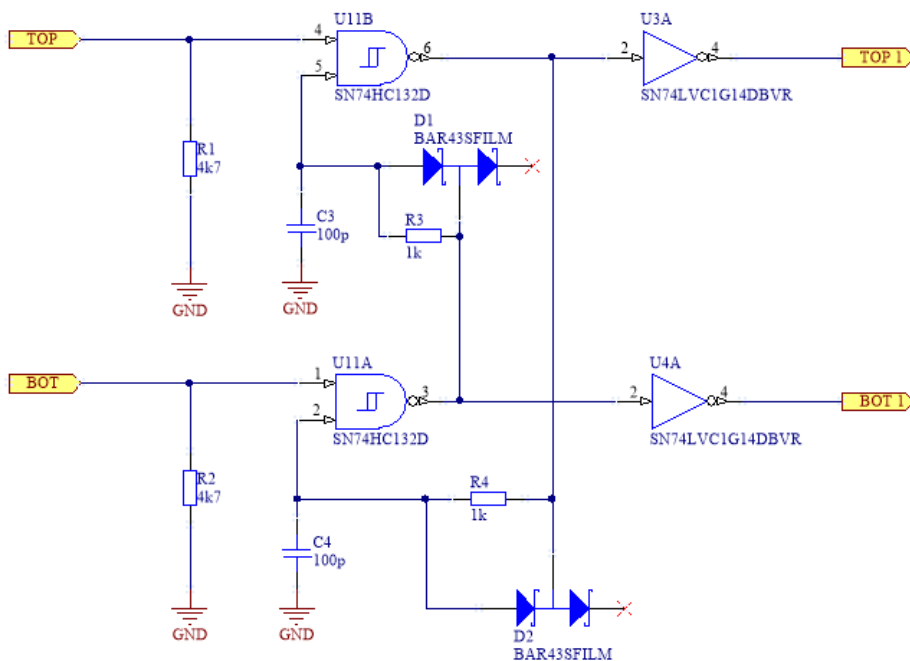 U11B
U3A
TOP
4
5
6
2
4
TOP 1
SN74HC132D
SN74LVC1G14DBVR
D1
BAR43SFILM
R1
4k7
C3
100p
R3
1k
GND
GND
U11A
U4A
BOT
1
2
3
2
4
BOT 1
SN74HC132D
SN74LVC1G14DBVR
R2
4k7
R4
1k
C4
100p
GND
GND
D2
BAR43SFILM